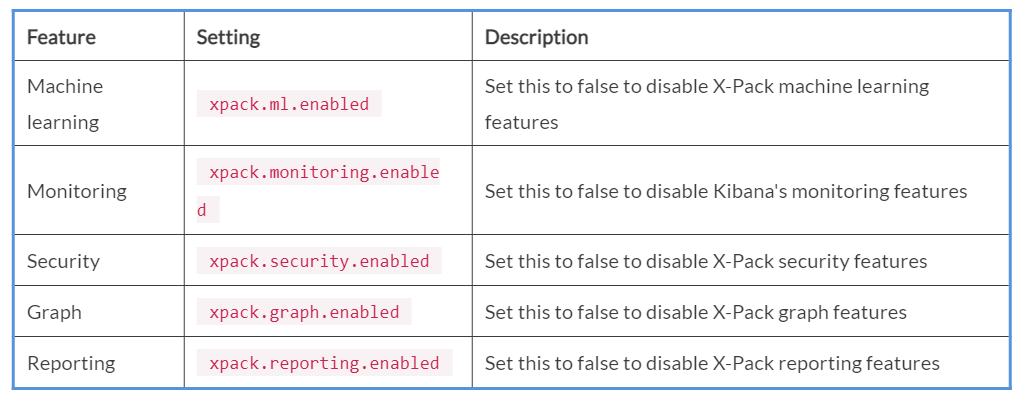 Feature Setting Description
Machine
learning
xpack.ml.enabled
Set this to false to disable X-Pack machine learning
features
Monitoring
xpack.monitoring.enable
d
Set this to false to disable Kibana's monitoring features
Security xpack.security.enabled Set this to false to disable X-Pack security features
Graph xpack.graph.enabled Set this to false to disable X-Pack graph features
Reporting xpack.reporting.enabled Set this to false to disable X-Pack reporting features